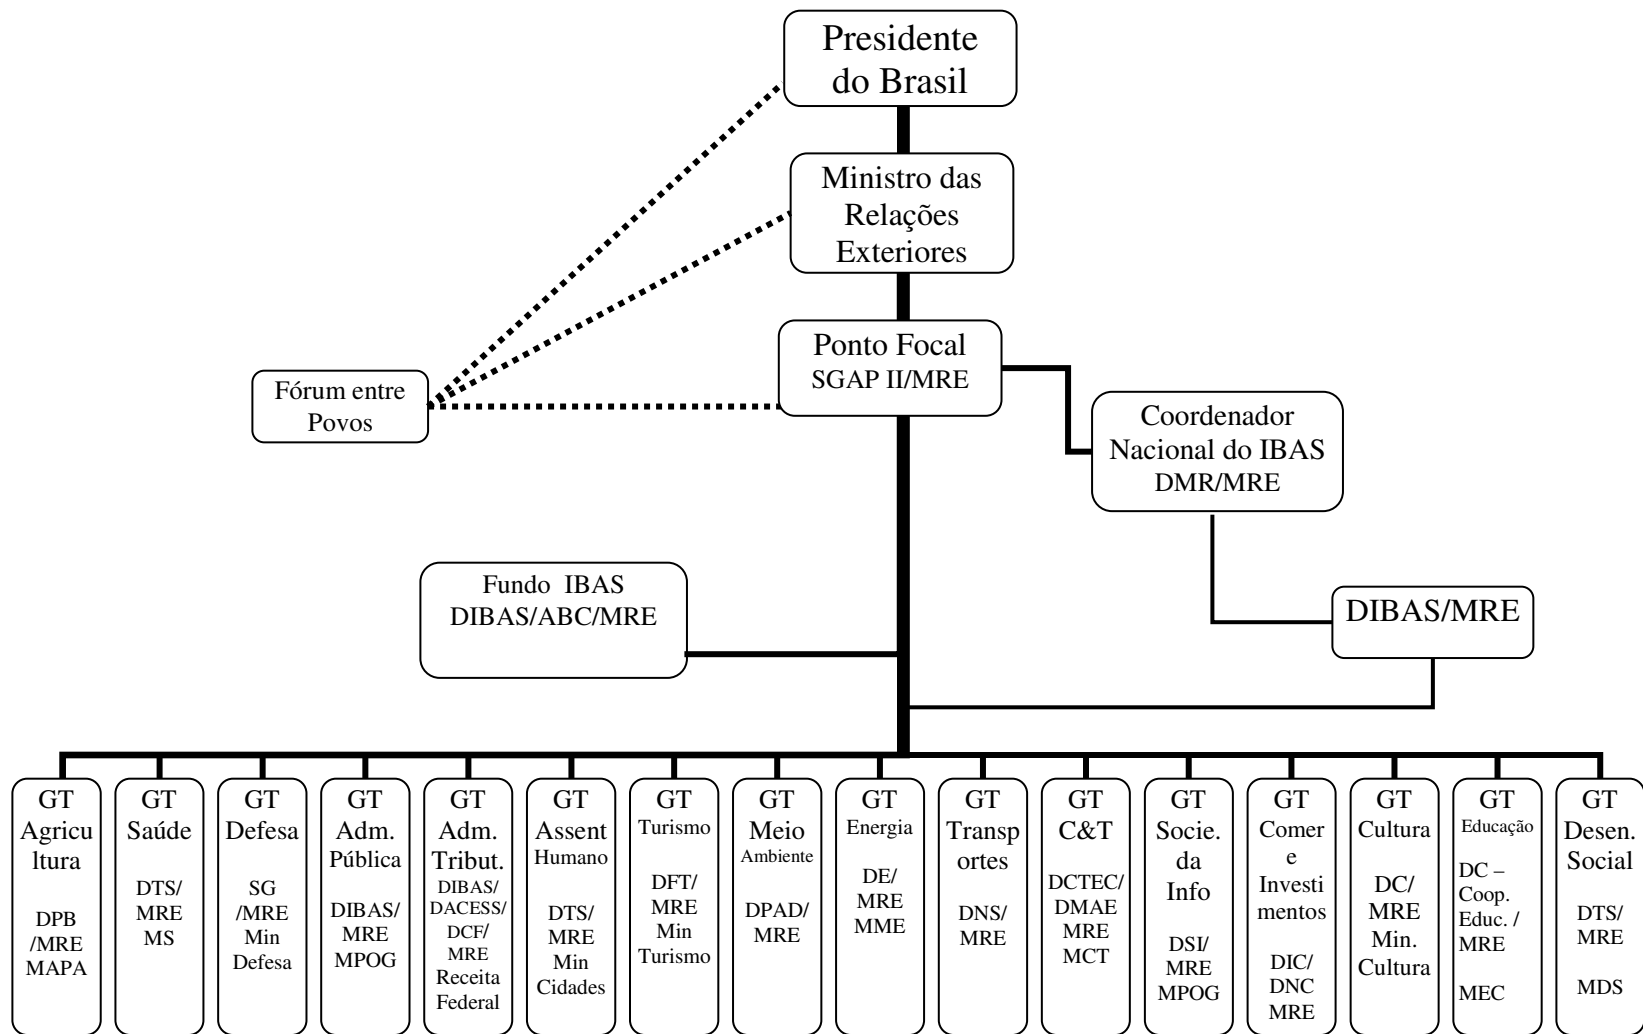 Presidente
do Brasil
Ministro das
Relações
Exteriores
Ponto Focal
SGAP II/MRE
Fórum entre
Povos
Coordenador
Nacional do IBAS
DMR/MRE
Fundo IBAS
DIBAS/ABC/MRE
DIBAS/MRE
GT
Agricu
ltura
DPB
/MRE
MAPA
GT
Saúde
DTS/
MRE
MS
GT
Defesa
SG
/MRE
Min
Defesa
GT
Adm.
Pública
DIBAS/
MRE
MPOG
GT
Adm.
Tribut.
DIBAS/
DACESS/
DCF/
MRE
Receita
Federal
GT
Assent
Humano
DTS/
MRE
Min
Cidades
GT
Turismo
DFT/
MRE
Min
Turismo
GT
Meio
Ambiente
DPAD/
MRE
GT
Energia
DE/
MRE
MME
GT
Transp
ortes
DNS/
MRE
GT
C&T
DCTEC/
DMAE
MRE
MCT
GT
Socie.
da
Info
DSI/
MRE
MPOG
GT
Comer
e
Investi
mentos
DIC/
DNC
MRE
GT
Cultura
DC/
MRE
Min.
Cultura
GT
Educação
DC –
Coop.
Educ. /
MRE
MEC
GT
Desen.
Social
DTS/
MRE
MDS